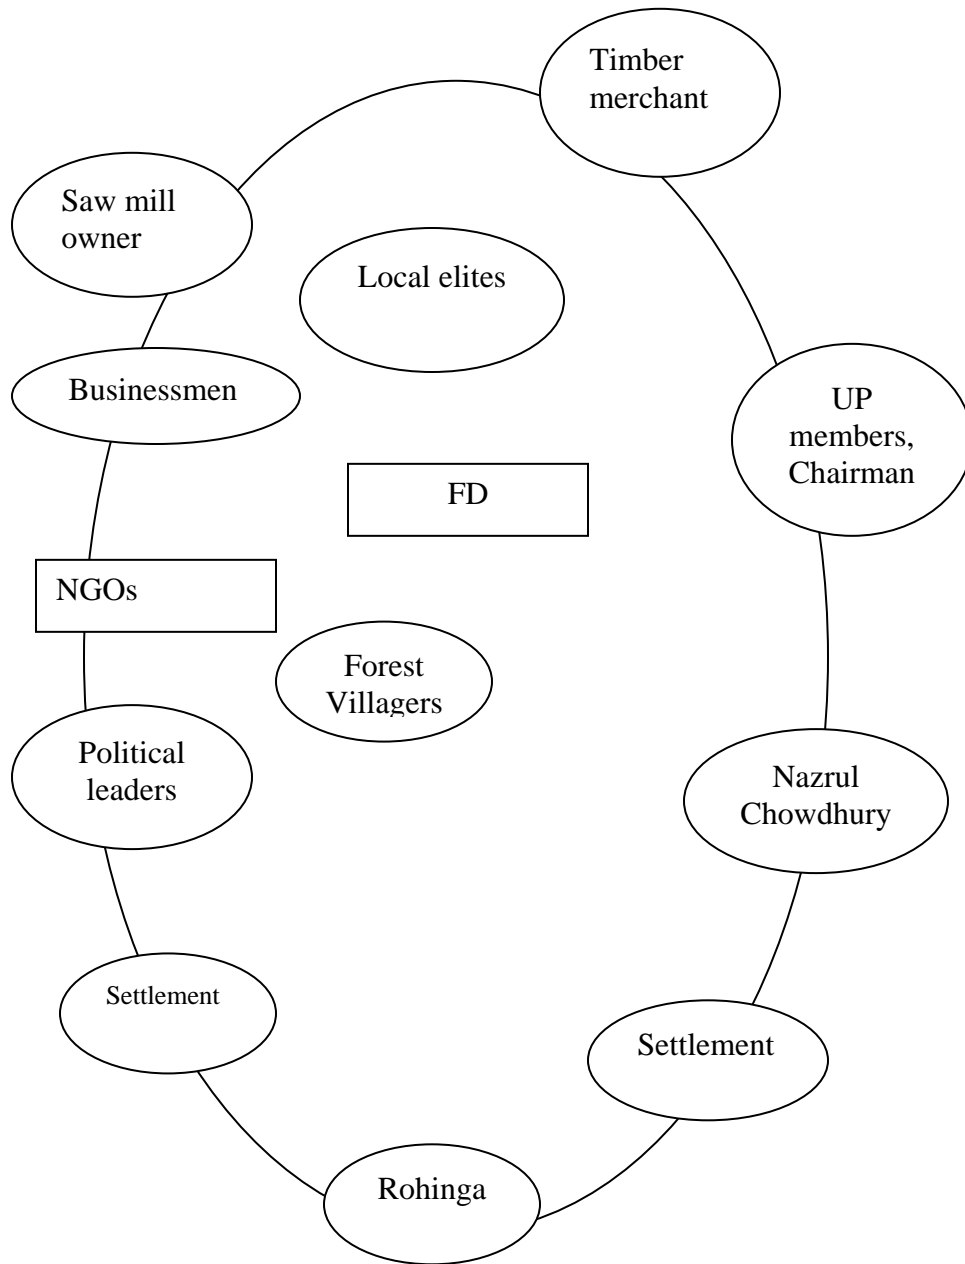 Timber
merchant
Saw mill
owner
Local elites
Businessmen
UP
members,
Chairman
FD
NGOs
Forest
Villagers
Political
leaders
Nazrul
Chowdhury
Settlement
Settlement
Rohinga